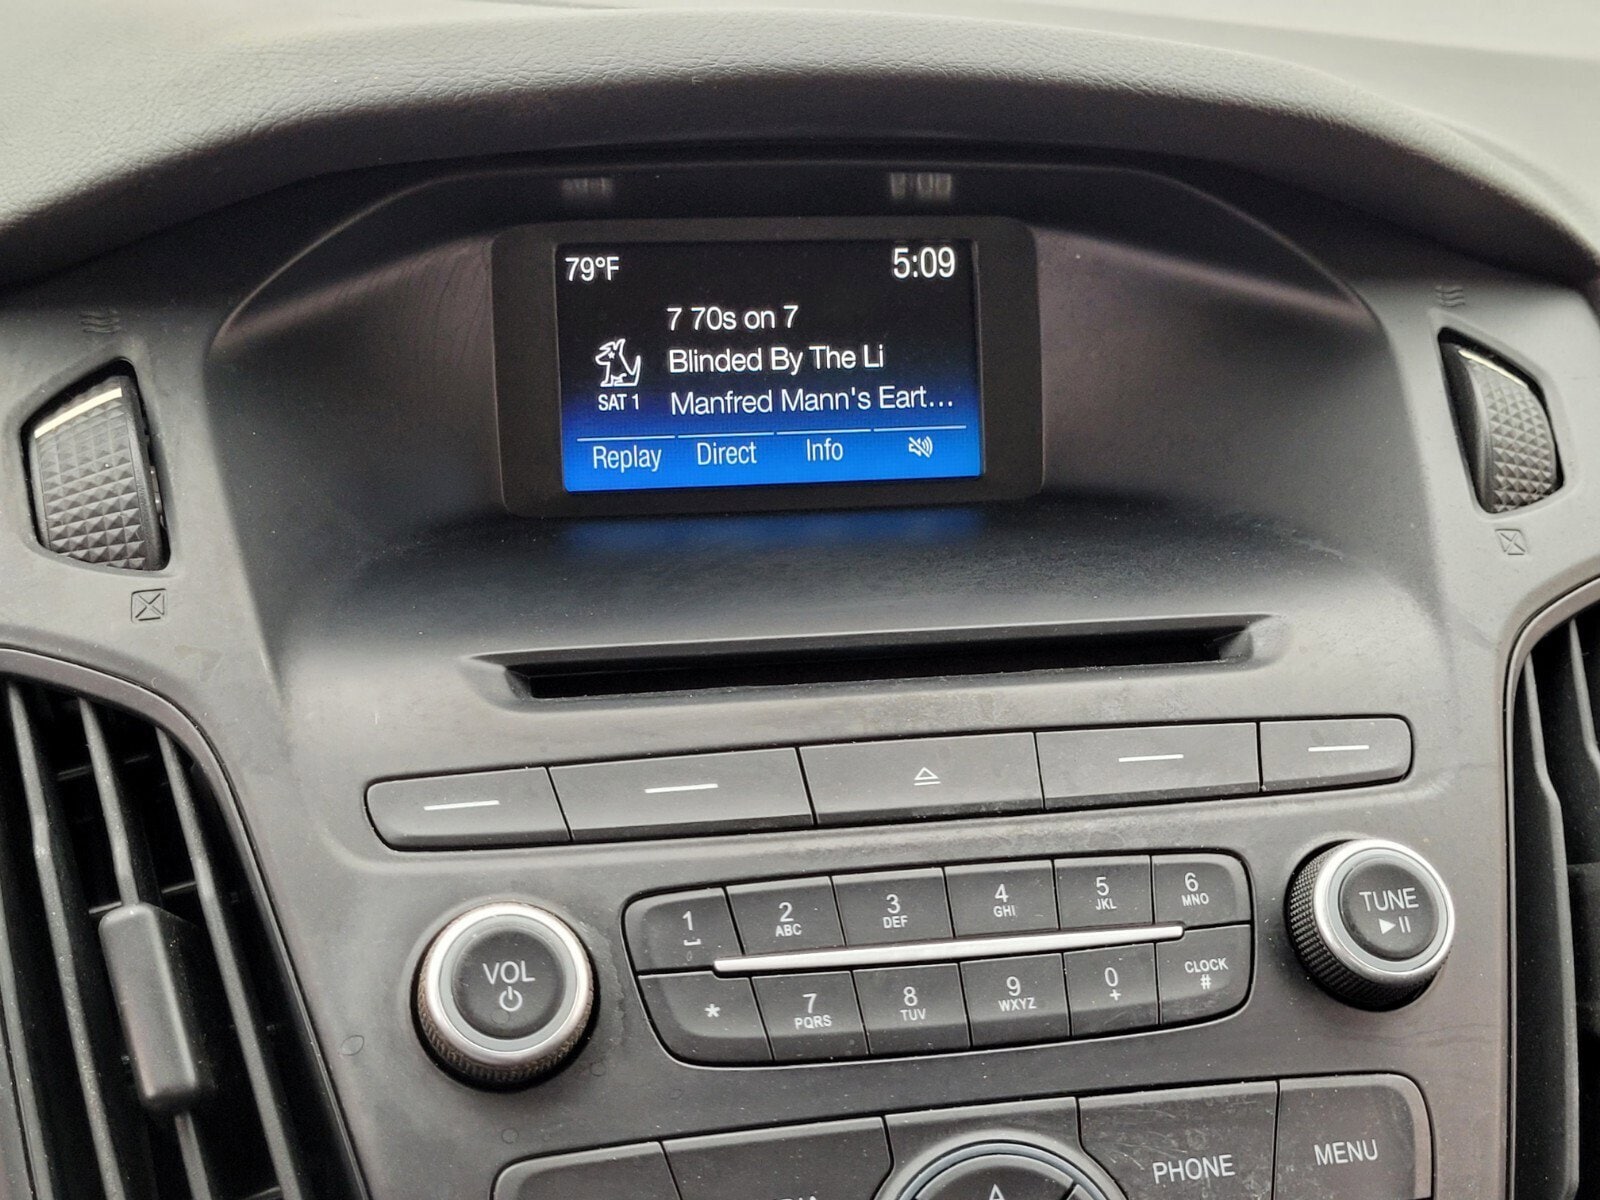 79°F 5:09
7 70s on 7
Blinded By The Li
SAT 1 Manfred Mann's Eart...
Replay Direct Info
1 2 ABC 3 DEF 4 GHI 5 JKL 6 MNO
* 7 PQRS 8 TUV 9 WXYZ 0 + CLOCK #
VOL
TUNE
PHONE MENU